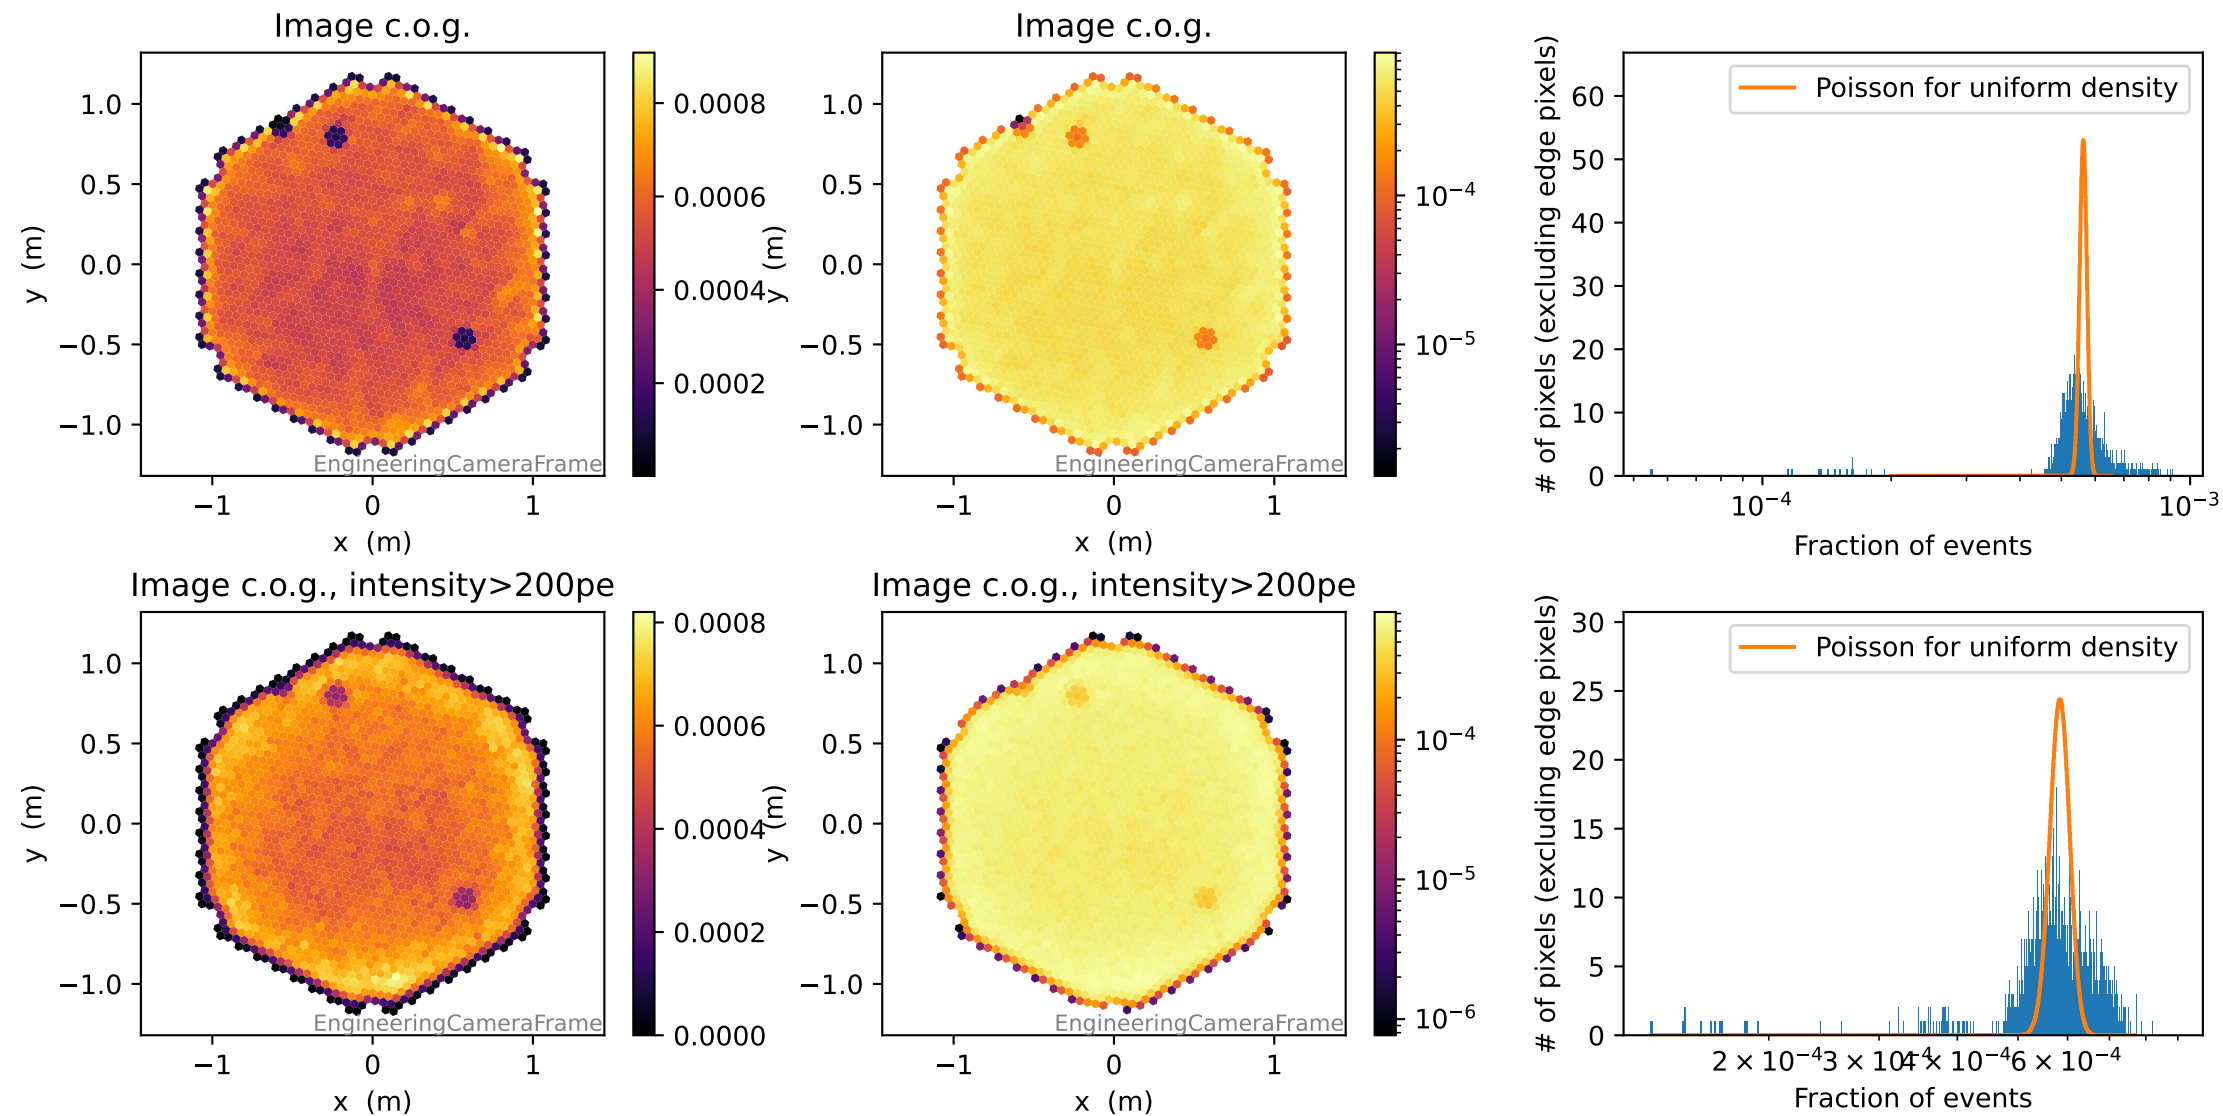 Image c.o.g.
1.0
0.5
0.0
−0.5
−1.0
y (m)
−1
0
1
x (m)
EngineeringCameraFrame
0.0008
0.0006
0.0004
0.0002
Image c.o.g.
1.0
0.5
0.0
−0.5
−1.0
y (m)
−1
0
1
x (m)
EngineeringCameraFrame
10⁻⁴
10⁻⁵
# of pixels (excluding edge pixels)
60
50
40
30
20
10
0
Poisson for uniform density
10⁻⁴
10⁻³
Fraction of events
Image c.o.g., intensity>200pe
1.0
0.5
0.0
−0.5
−1.0
y (m)
−1
0
1
x (m)
EngineeringCameraFrame
0.0008
0.0006
0.0004
0.0002
0.0000
Image c.o.g., intensity>200pe
1.0
0.5
0.0
−0.5
−1.0
y (m)
−1
0
1
x (m)
EngineeringCameraFrame
10⁻⁴
10⁻⁵
10⁻⁶
# of pixels (excluding edge pixels)
30
25
20
15
10
5
0
Poisson for uniform density
2 × 10⁻⁴
3 × 10⁻⁴
4 × 10⁻⁴
6 × 10⁻⁴
Fraction of events